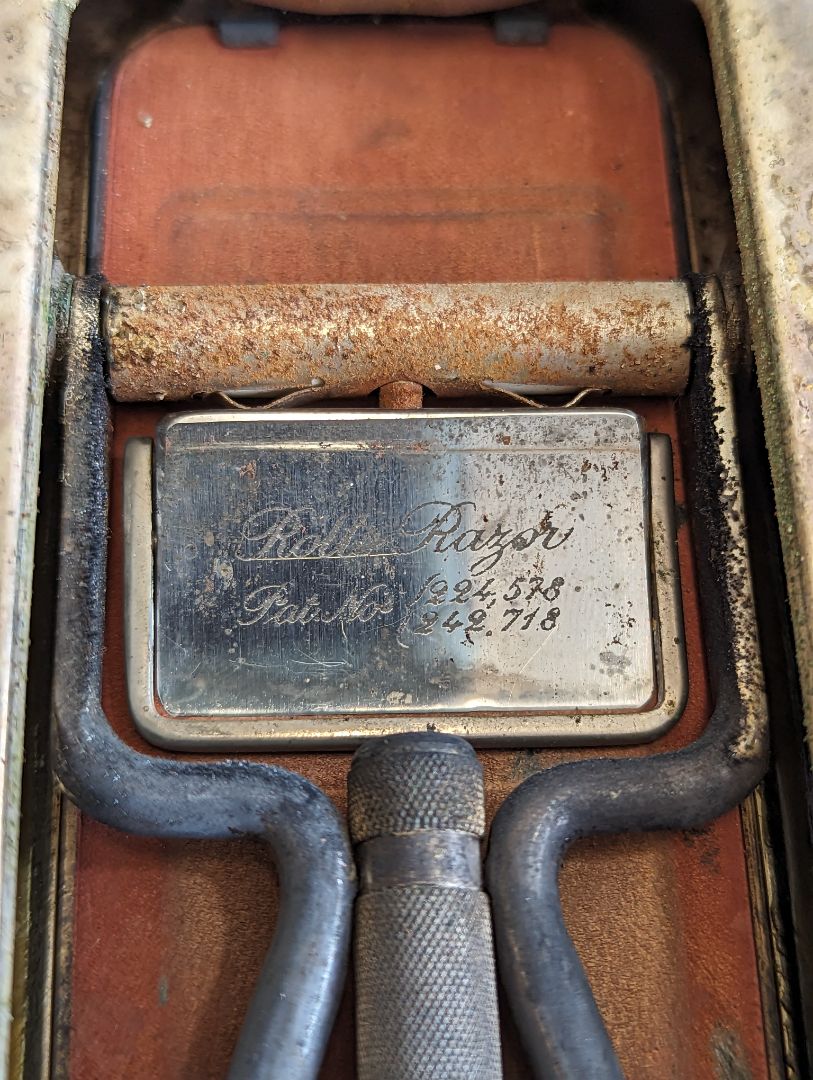 Rolls Razor
Pat. Nos 224,578
242.718